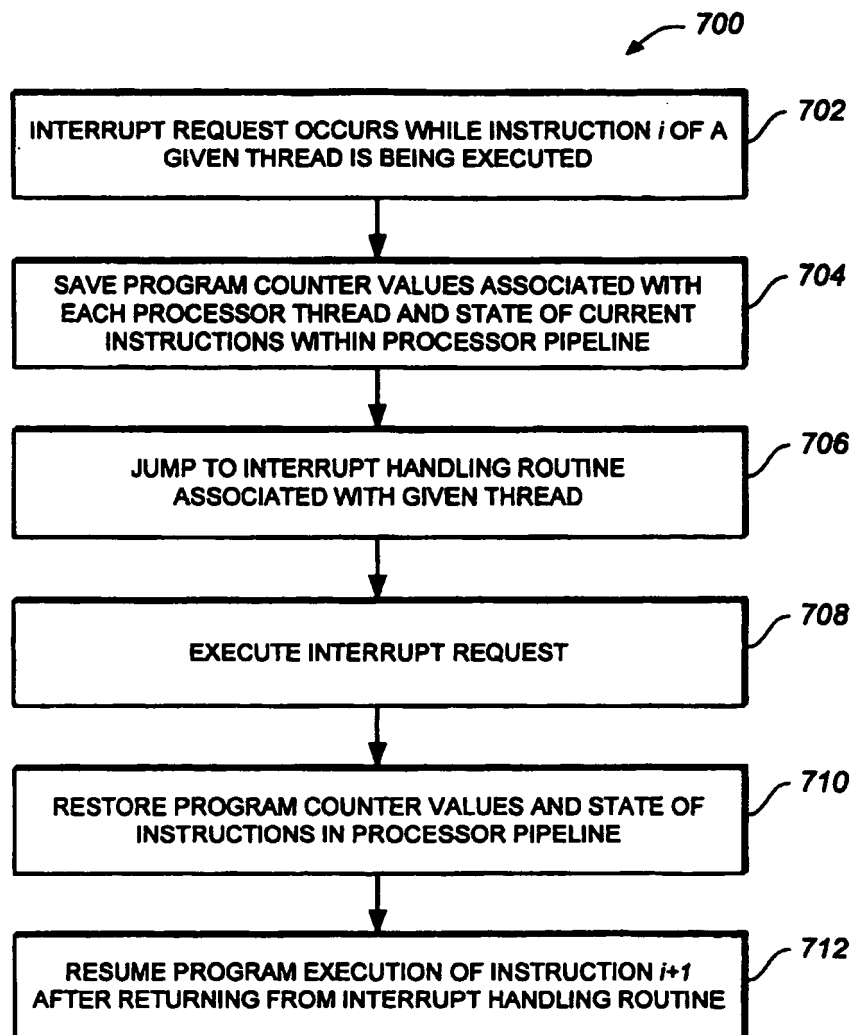 700
INTERRUPT REQUEST OCCURS WHILE INSTRUCTION i OF A
GIVEN THREAD IS BEING EXECUTED
702
SAVE PROGRAM COUNTER VALUES ASSOCIATED WITH
EACH PROCESSOR THREAD AND STATE OF CURRENT
INSTRUCTIONS WITHIN PROCESSOR PIPELINE
704
JUMP TO INTERRUPT HANDLING ROUTINE
ASSOCIATED WITH GIVEN THREAD
706
EXECUTE INTERRUPT REQUEST
708
RESTORE PROGRAM COUNTER VALUES AND STATE OF
INSTRUCTIONS IN PROCESSOR PIPELINE
710
RESUME PROGRAM EXECUTION OF INSTRUCTION i+1
AFTER RETURNING FROM INTERRUPT HANDLING ROUTINE
712